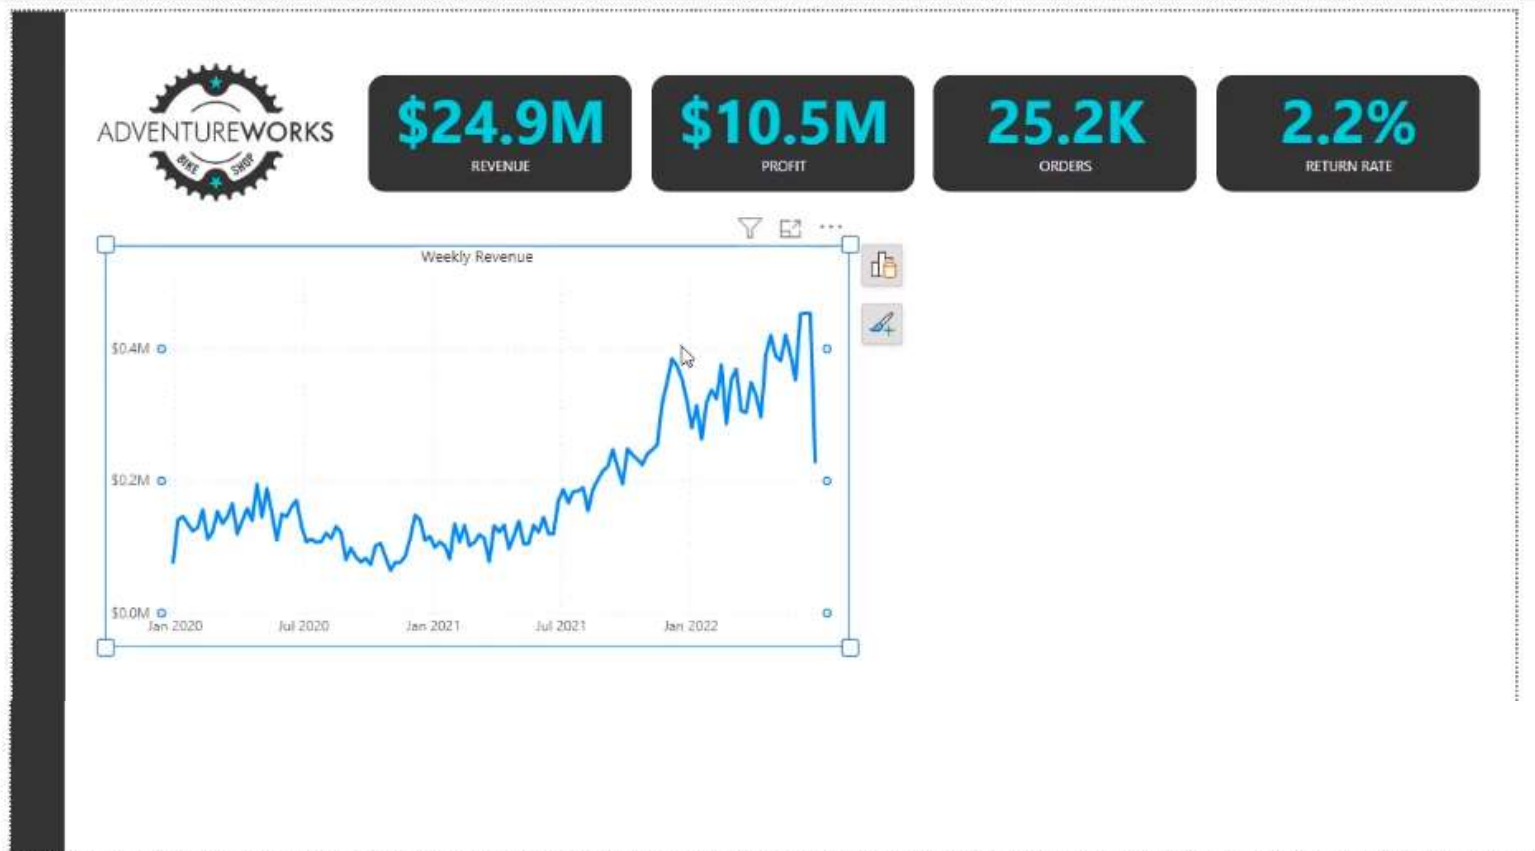 ADVENTUREWORKS
BIKE SHOP
$24.9M
REVENUE
$10.5M
PROFIT
25.2K
ORDERS
2.2%
RETURN RATE
Weekly Revenue
$0.4M
$0.2M
$0.0M
Jan 2020
Jul 2020
Jan 2021
Jul 2021
Jan 2022